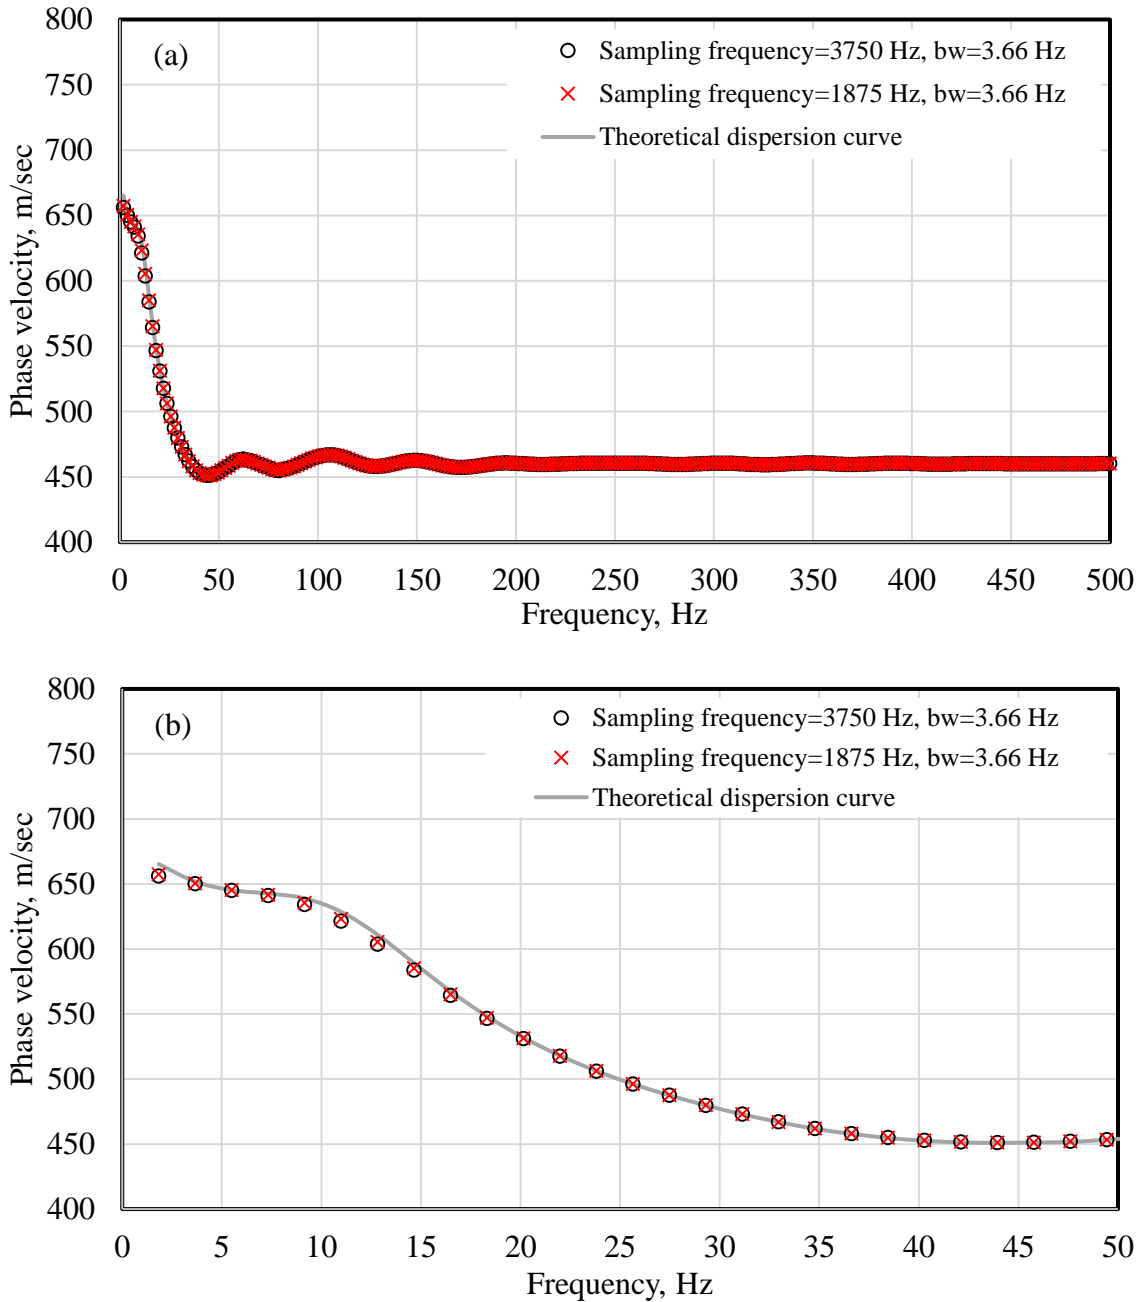 800
(a)
Sampling frequency=3750 Hz, bw=3.66 Hz
750
Sampling frequency=1875 Hz, bw=3.66 Hz
700
Theoretical dispersion curve
650
600
550
500
450
400
Phase velocity, m/sec
0 50 100 150 200 250 300 350 400 450 500
Frequency, Hz
800
(b)
Sampling frequency=3750 Hz, bw=3.66 Hz
750
Sampling frequency=1875 Hz, bw=3.66 Hz
700
Theoretical dispersion curve
650
600
550
500
450
400
Phase velocity, m/sec
0 5 10 15 20 25 30 35 40 45 50
Frequency, Hz